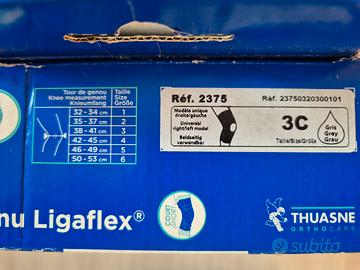 Tour de genou
Knee measurement
Knieumfang
Taille
Size
Größe
32-34 cm 1
35-37 cm 2
38-41 cm 3
42-45 cm 4
46-49 cm 5
50-53 cm 6
Réf. 2375
Réf. 23750320300101
Modèle unique
droite/gauche
Universal
right/left model
Beidseitig
verwendbar
3C
Taille/Size/Größe
Gris
Grey
Grau
nu Ligaflex®
COURT
SHORT
THUASNE
ORTHOCARE
subito